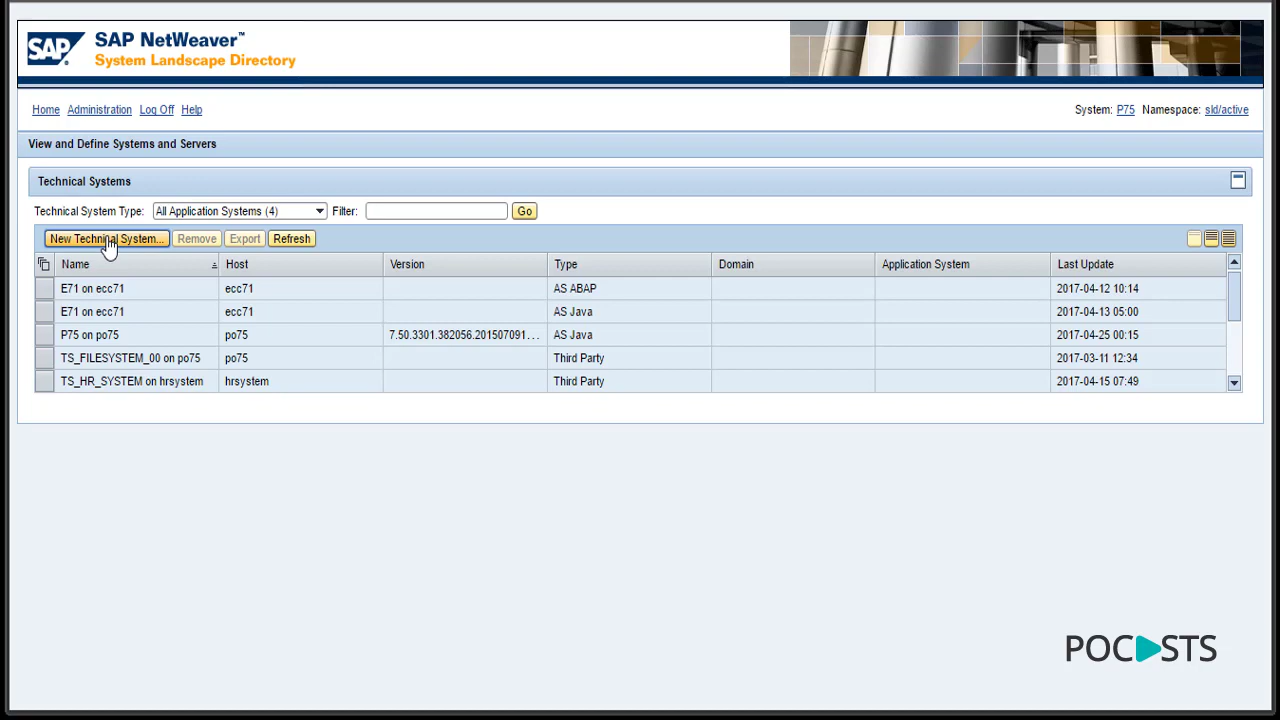 SAP
SAP NetWeaver™
System Landscape Directory
Home Administration Log Off Help
System: P75 Namespace: sld/active
View and Define Systems and Servers
Technical Systems
Technical System Type: All Application Systems (4) Filter: Go
New Technical System... Remove Export Refresh
Name Host Version Type Domain Application System Last Update
E71 on ecc71 ecc71 AS ABAP 2017-04-12 10:14
E71 on ecc71 ecc71 AS Java 2017-04-13 05:00
P75 on po75 po75 7.50.3301.382056.201507091... AS Java 2017-04-25 00:15
TS_FILESYSTEM_00 on po75 po75 Third Party 2017-03-11 12:34
TS_HR_SYSTEM on hrsystem hrsystem Third Party 2017-04-15 07:49
POC STS